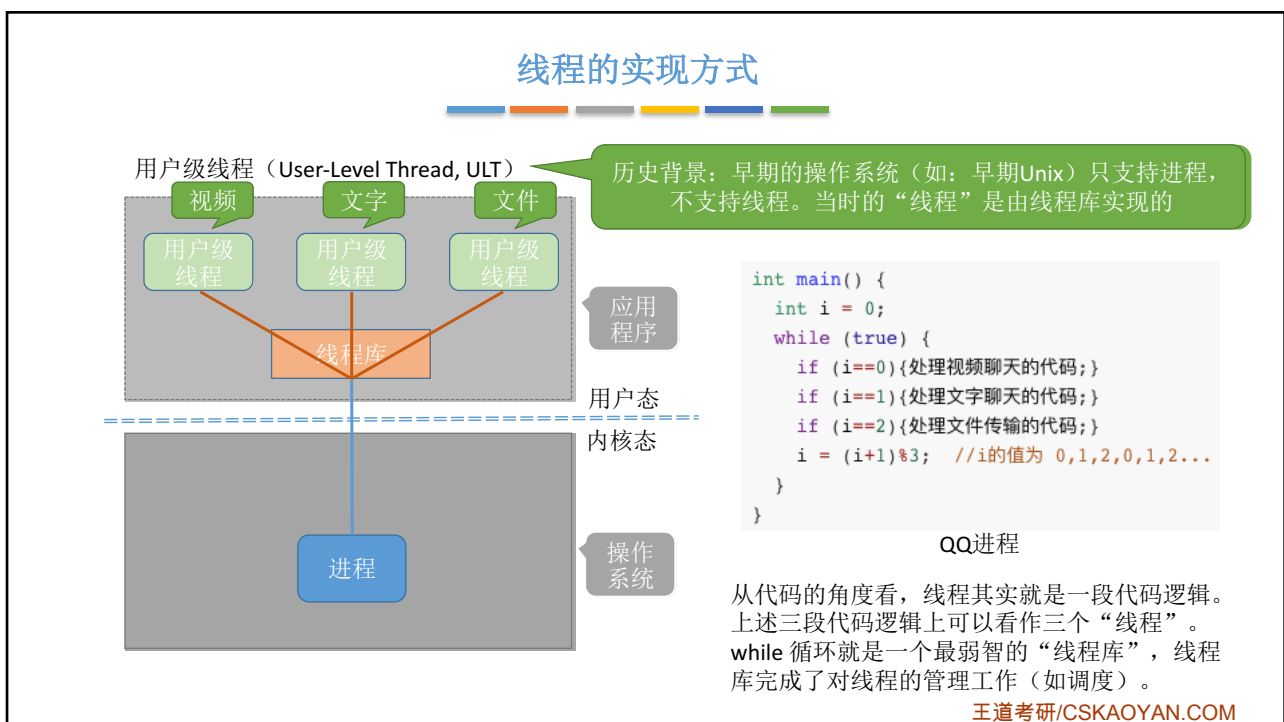 线程的实现方式
用户级线程（User-Level Thread, ULT）
历史背景：早期的操作系统（如：早期Unix）只支持进程，
不支持线程。当时的“线程”是由线程库实现的
视频
文字
文件
用户级
线程
用户级
线程
用户级
线程
应用
程序
线程库
用户态
内核态
进程
操作
系统
int main() {
int i = 0;
while (true) {
if (i==0){处理视频聊天的代码;}
if (i==1){处理文字聊天的代码;}
if (i==2){处理文件传输的代码;}
i = (i+1)%3; //i的值为 0,1,2,0,1,2...
}
}
QQ进程
从代码的角度看，线程其实就是一段代码逻辑。
上述三段代码逻辑上可以看作三个“线程”。
while 循环就是一个最弱智的“线程库”，线程
库完成了对线程的管理工作（如调度）。
王道考研/CSKAOYAN.COM